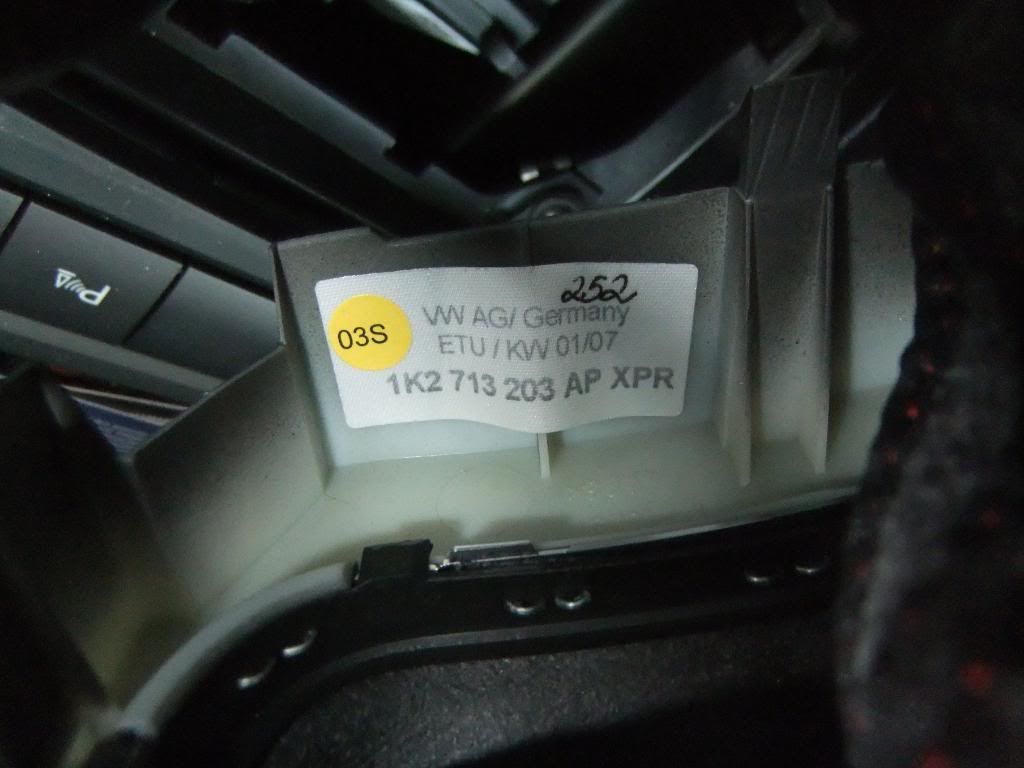 252
03S
VW AG/ Germany
ETU / KW 01/07
1K2 713 203 AP XPR
P